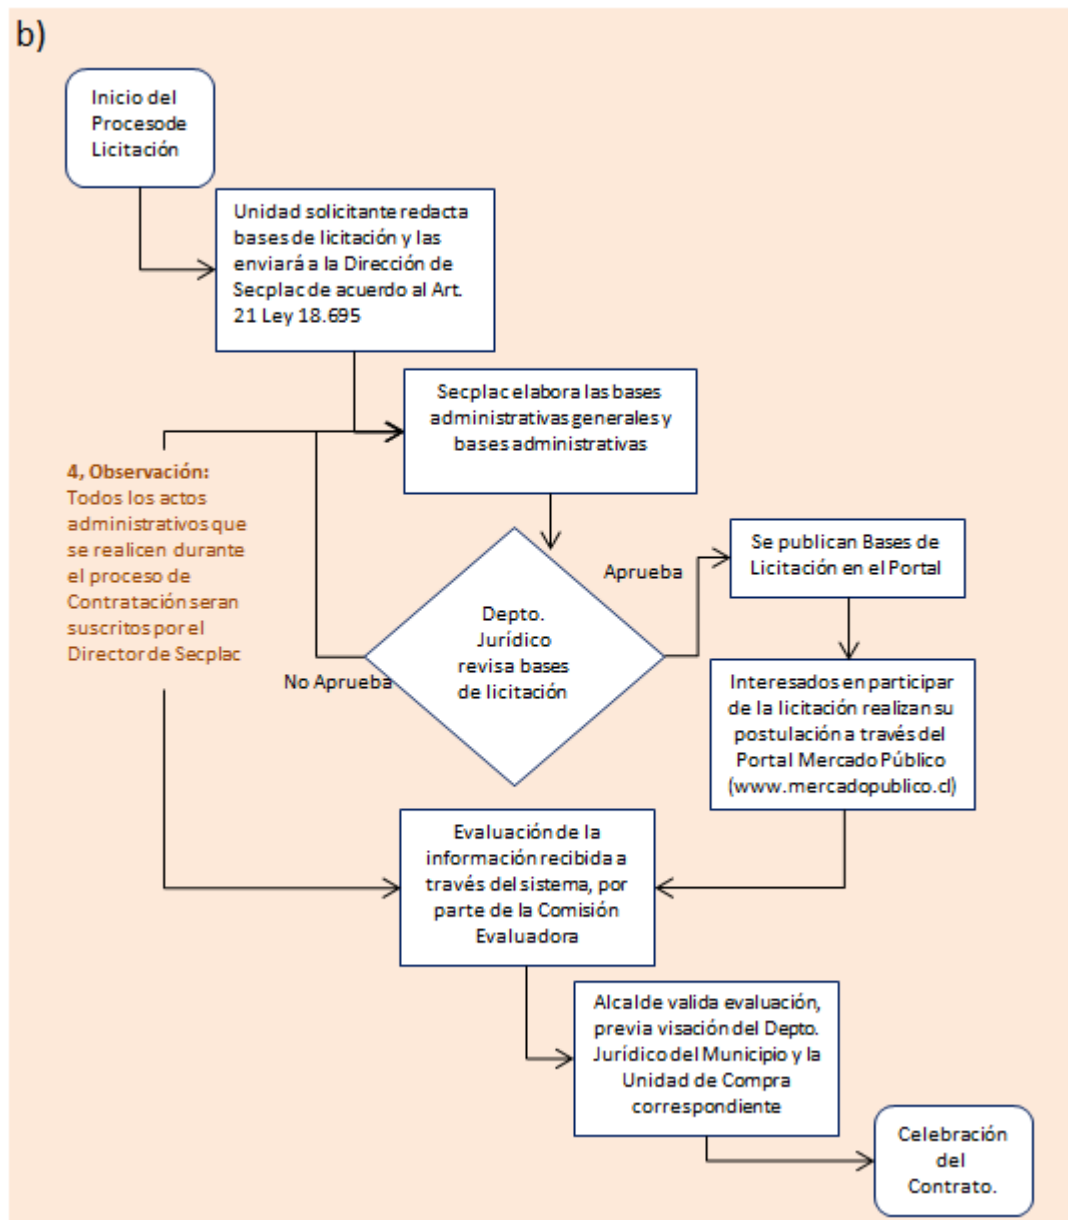 b)
Inicio del
Procesode
Licitación
Unidad solicitante redacta
bases de licitación y las
enviará a la Dirección de
Secplac de acuerdo al Art.
21 Ley 18.695
Secplac elabora las bases
administrativas generales y
bases administrativas
4, Observación:
Todos los actos
administrativos que
se realicen durante
el proceso de
Contratación seran
suscritos por el
Director de Secplac
Depto.
Jurídico
revisa bases
de licitación
Aprueba
No Aprueba
Se publican Bases de
Licitación en el Portal
Interesados en participar
de la licitación realizan su
postulación a través del
Portal Mercado Público
(www.mercadopublico.cl)
Evaluación de la
información recibida a
través del sistema, por
parte de la Comisión
Evaluadora
Alcalde valida evaluación,
previa visación del Depto.
Jurídico del Municipio y la
Unidad de Compra
correspondiente
Celebración
del
Contrato.